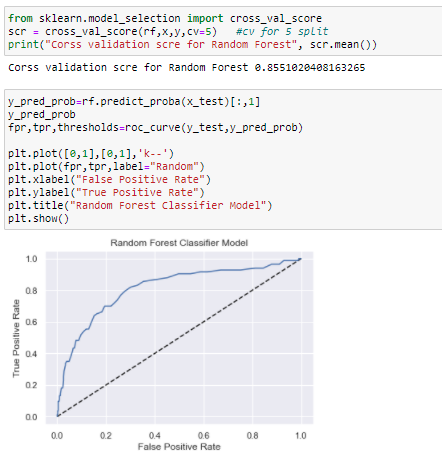 from sklearn.model_selection import cross_val_score
scr = cross_val_score(rf,x,y,cv=5)   #cv for 5 split
print("Corss validation scre for Random Forest", scr.mean())
Corss validation scre for Random Forest 0.8551020408163265
y_pred_prob=rf.predict_proba(x_test)[:,1]
y_pred_prob
fpr,tpr,thresholds=roc_curve(y_test,y_pred_prob)
plt.plot([0,1],[0,1],'k--')
plt.plot(fpr,tpr,label="Random")
plt.xlabel("False Positive Rate")
plt.ylabel("True Positive Rate")
plt.title("Random Forest Classifier Model")
plt.show()
Random Forest Classifier Model
True Positive Rate
1.0
0.8
0.6
0.4
0.2
0.0
0.0 0.2 0.4 0.6 0.8 1.0
False Positive Rate